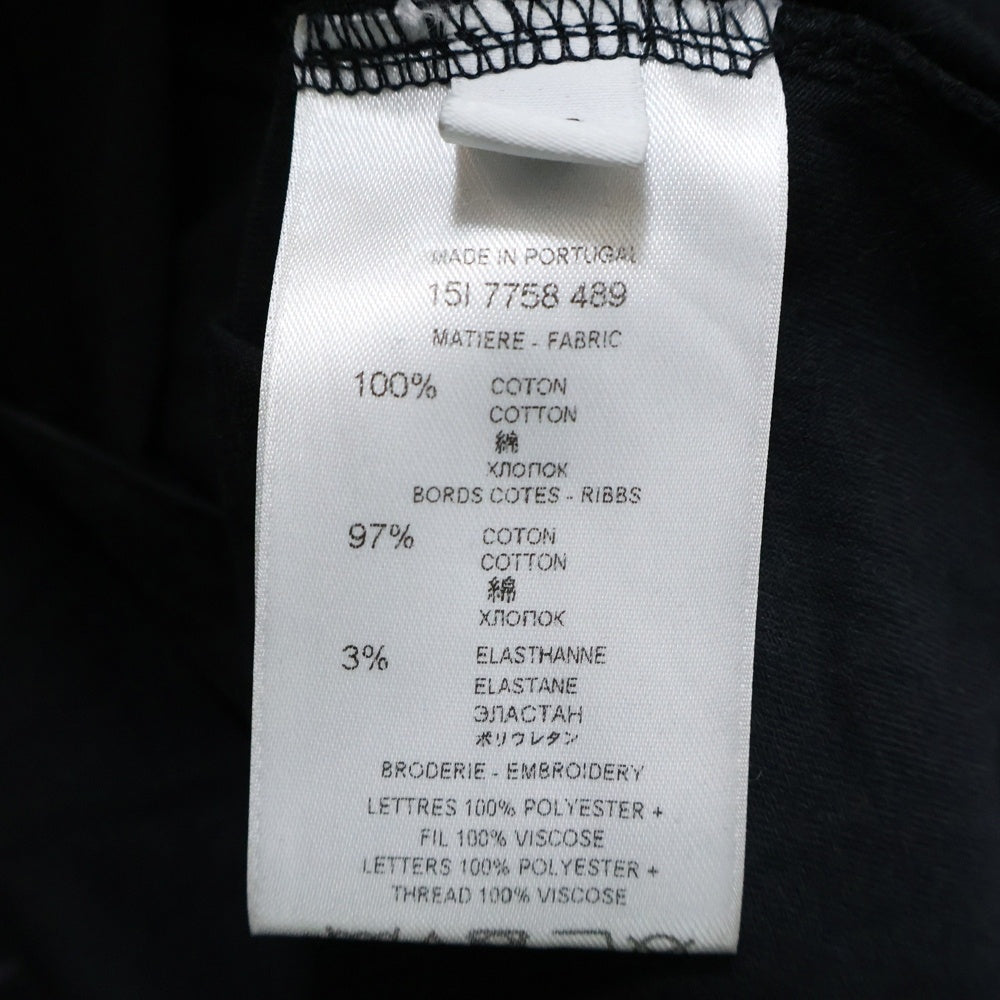 MADE IN PORTUGAL
15I 7758 489
MATIERE - FABRIC
100% COTON
COTTON
綿
ХЛОПОК
BORDS COTES - RIBBS
97% COTON
COTTON
綿
ХЛОПОК
3% ELASTHANNE
ELASTANE
ЭЛАСТАН
ポリウレタン
BRODERIE - EMBROIDERY
LETTRES 100% POLYESTER +
FIL 100% VISCOSE
LETTERS 100% POLYESTER +
THREAD 100% VISCOSE